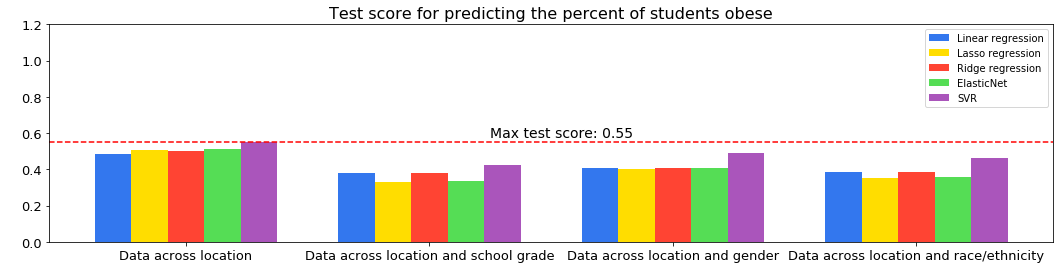 Test score for predicting the percent of students obese
1.2
1.0
0.8
0.6
0.4
0.2
0.0
Linear regression
Lasso regression
Ridge regression
ElasticNet
SVR
Max test score: 0.55
Data across location
Data across location and school grade
Data across location and gender
Data across location and race/ethnicity